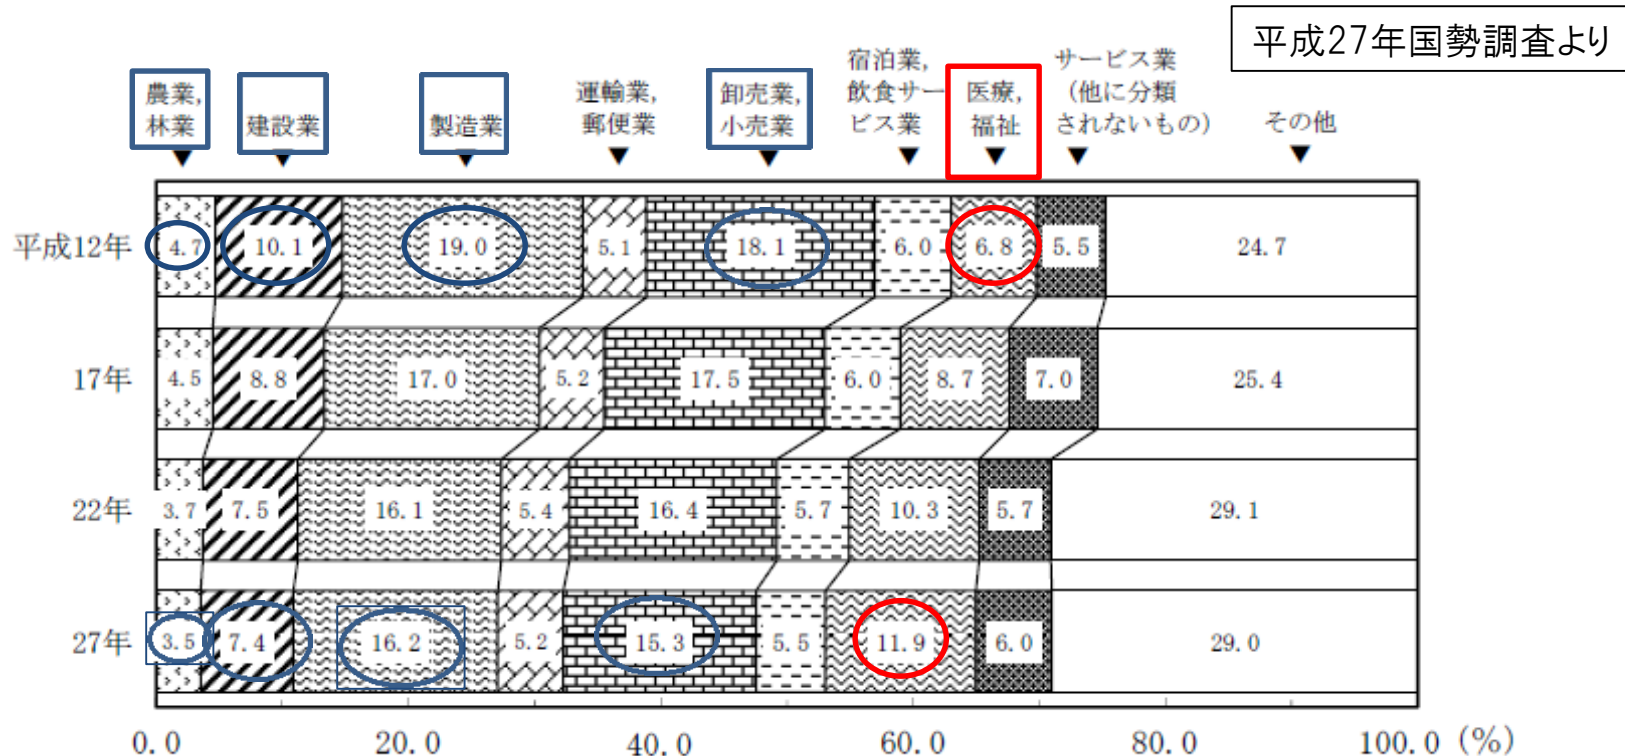 平成27年国勢調査より
農業,
林業
建設業
製造業
運輸業,
郵便業
卸売業,
小売業
宿泊業,
飲食サー
ビス業
医療,
福祉
サービス業
(他に分類
されないもの)
その他
▼ ▼ ▼ ▼ ▼ ▼ ▼ ▼ ▼
平成12年 4.7 10.1 19.0 5.1 18.1 6.0 6.8 5.5 24.7
17年 4.5 8.8 17.0 5.2 17.5 6.0 8.7 7.0 25.4
22年 3.7 7.5 16.1 5.4 16.4 5.7 10.3 5.7 29.1
27年 3.5 7.4 16.2 5.2 15.3 5.5 11.9 6.0 29.0
0.0 20.0 40.0 60.0 80.0 100.0 (%)